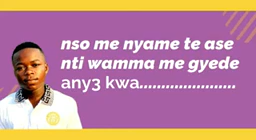 nso me nyame te ase
nti wamma me gyede
any3 kwa......................